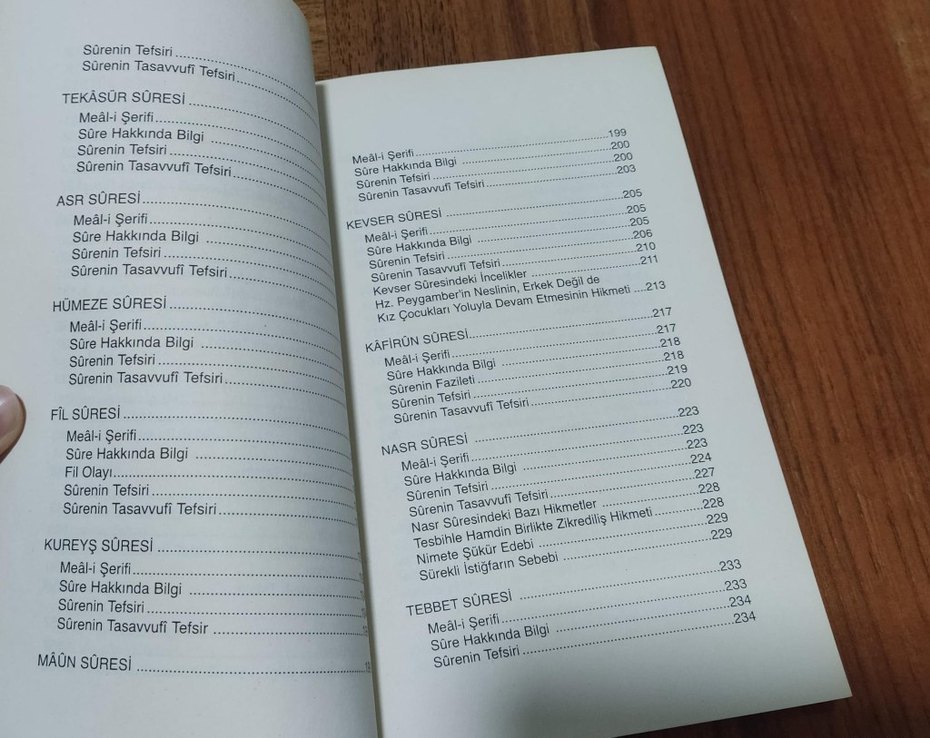 Sûrenin Tefsiri
Sûrenin Tasavvufî Tefsiri
TEKÂSÜR SÛRESİ
Meâl-i Şerifi
Sûre Hakkında Bilgi
Sûrenin Tefsiri
Sûrenin Tasavvufî Tefsiri
ASR SÛRESİ
Meâl-i Şerifi
Sûre Hakkında Bilgi
Sûrenin Tefsiri
Sûrenin Tasavvufî Tefsiri
HÜMEZE SÛRESİ
Meâl-i Şerifi
Sûre Hakkında Bilgi
Sûrenin Tefsiri
Sûrenin Tasavvufî Tefsiri
FÎL SÛRESİ
Meâl-i Şerifi
Sûre Hakkında Bilgi
Fil Olayı
Sûrenin Tefsiri
Sûrenin Tasavvufî Tefsiri
KUREYŞ SÛRESİ
Meâl-i Şerifi
Sûre Hakkında Bilgi
Sûrenin Tefsiri
Sûrenin Tasavvufî Tefsir
MÂÛN SÛRESİ
Meâl-i Şerifi 199
Sûre Hakkında Bilgi 200
Sûrenin Tefsiri 200
Sûrenin Tasavvufî Tefsiri 203
KEVSER SÛRESİ 205
Meâl-i Şerifi 205
Sûre Hakkında Bilgi 205
Sûrenin Tefsiri 206
Sûrenin Tasavvufî Tefsiri 210
Kevser Sûresindeki İncelikler 211
Hz. Peygamber'in Neslinin, Erkek Değil de
Kız Çocukları Yoluyla Devam Etmesinin Hikmeti ....213
KÂFİRÛN SÛRESİ 217
Meâl-i Şerifi 217
Sûre Hakkında Bilgi 218
Sûrenin Fazileti 218
Sûrenin Tefsiri 219
Sûrenin Tasavvufî Tefsiri 220
NASR SÛRESİ 223
Meâl-i Şerifi 223
Sûre Hakkında Bilgi 223
Sûrenin Tefsiri 224
Sûrenin Tasavvufî Tefsiri 227
Nasr Sûresindeki Bazı Hikmetler 228
Tesbihle Hamdin Birlikte Zikrediliş Hikmeti 228
Nimete Şükür Edebi 229
Sürekli İstiğfarın Sebebi 229
TEBBET SÛRESİ 233
Meâl-i Şerifi 233
Sûre Hakkında Bilgi 234
Sûrenin Tefsiri 234